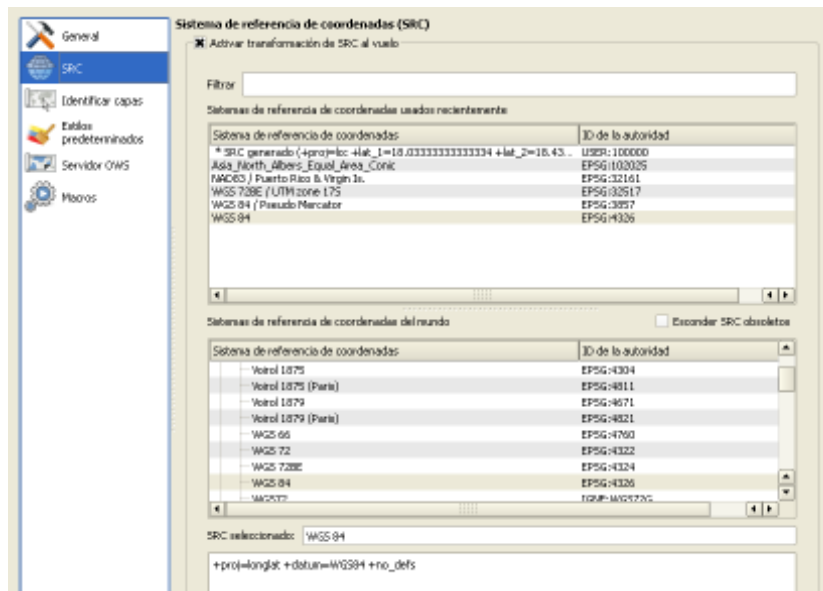 Sistema de referencia de coordenadas (SRC)
General
Activar transformación de SRC al vuelo
SRC
Filtrar
Identificar capas
Sistemas de referencia de coordenadas usados recientemente
Estilos predeterminados
Sistema de referencia de coordenadas ID de la autoridad
* SRC generado (+proj=lcc +lat_1=18.03333333333334 +lat_2=18.43... USER:100000
Servidor OWS
Asia_North_Albers_Equal_Area_Conic EPSG:102025
NAD83 / Puerto Rico & Virgin Is. EPSG:32161
Macros
WGS 72BE / UTM zone 17S EPSG:32517
WGS 84 / Pseudo Mercator EPSG:3857
WGS 84 EPSG:4326
Sistemas de referencia de coordenadas del mundo
Esconder SRC obsoletos
Sistema de referencia de coordenadas ID de la autoridad
Voirol 1875 EPSG:4304
Voirol 1875 (Paris) EPSG:4811
Voirol 1879 EPSG:4671
Voirol 1879 (Paris) EPSG:4821
WGS 66 EPSG:4760
WGS 72 EPSG:4322
WGS 72BE EPSG:4324
WGS 84 EPSG:4326
WGS72 IGNF:WGS72G
SRC seleccionado: WGS 84
+proj=longlat +datum=WGS84 +no_defs